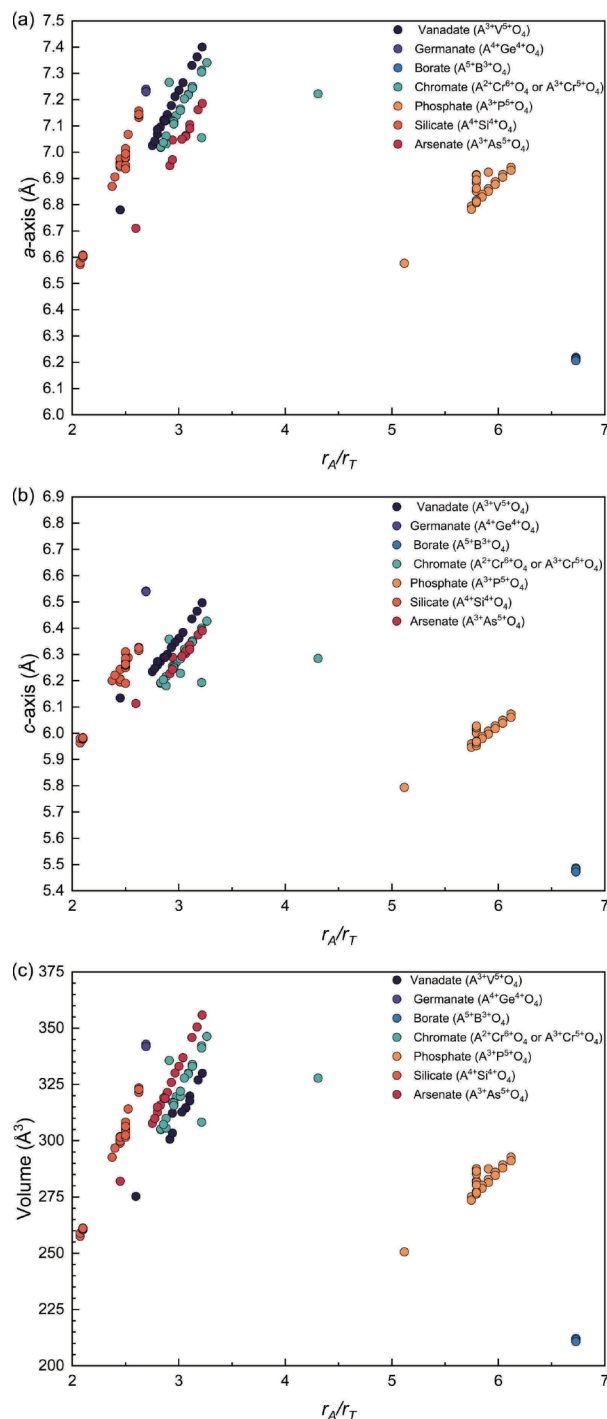 (a)
7.5
7.4
7.3
7.2
7.1
7.0
6.9
6.8
6.7
6.6
6.5
6.4
6.3
6.2
6.1
6.0
a-axis (Å)
Vanadate (A³⁺V⁵⁺O₄)
Germanate (A⁴⁺Ge⁴⁺O₄)
Borate (A⁵⁺B³⁺O₄)
Chromate (A²⁺Cr⁶⁺O₄ or A³⁺Cr⁵⁺O₄)
Phosphate (A³⁺P⁵⁺O₄)
Silicate (A⁴⁺Si⁴⁺O₄)
Arsenate (A³⁺As⁵⁺O₄)
2 3 4 5 6 7
r_A/r_T
(b)
6.9
6.8
6.7
6.6
6.5
6.4
6.3
6.2
6.1
6.0
5.9
5.8
5.7
5.6
5.5
5.4
c-axis (Å)
Vanadate (A³⁺V⁵⁺O₄)
Germanate (A⁴⁺Ge⁴⁺O₄)
Borate (A⁵⁺B³⁺O₄)
Chromate (A²⁺Cr⁶⁺O₄ or A³⁺Cr⁵⁺O₄)
Phosphate (A³⁺P⁵⁺O₄)
Silicate (A⁴⁺Si⁴⁺O₄)
Arsenate (A³⁺As⁵⁺O₄)
2 3 4 5 6 7
r_A/r_T
(c)
375
350
325
300
275
250
225
200
Volume (Å³)
Vanadate (A³⁺V⁵⁺O₄)
Germanate (A⁴⁺Ge⁴⁺O₄)
Borate (A⁵⁺B³⁺O₄)
Chromate (A²⁺Cr⁶⁺O₄ or A³⁺Cr⁵⁺O₄)
Phosphate (A³⁺P⁵⁺O₄)
Silicate (A⁴⁺Si⁴⁺O₄)
Arsenate (A³⁺As⁵⁺O₄)
2 3 4 5 6 7
r_A/r_T